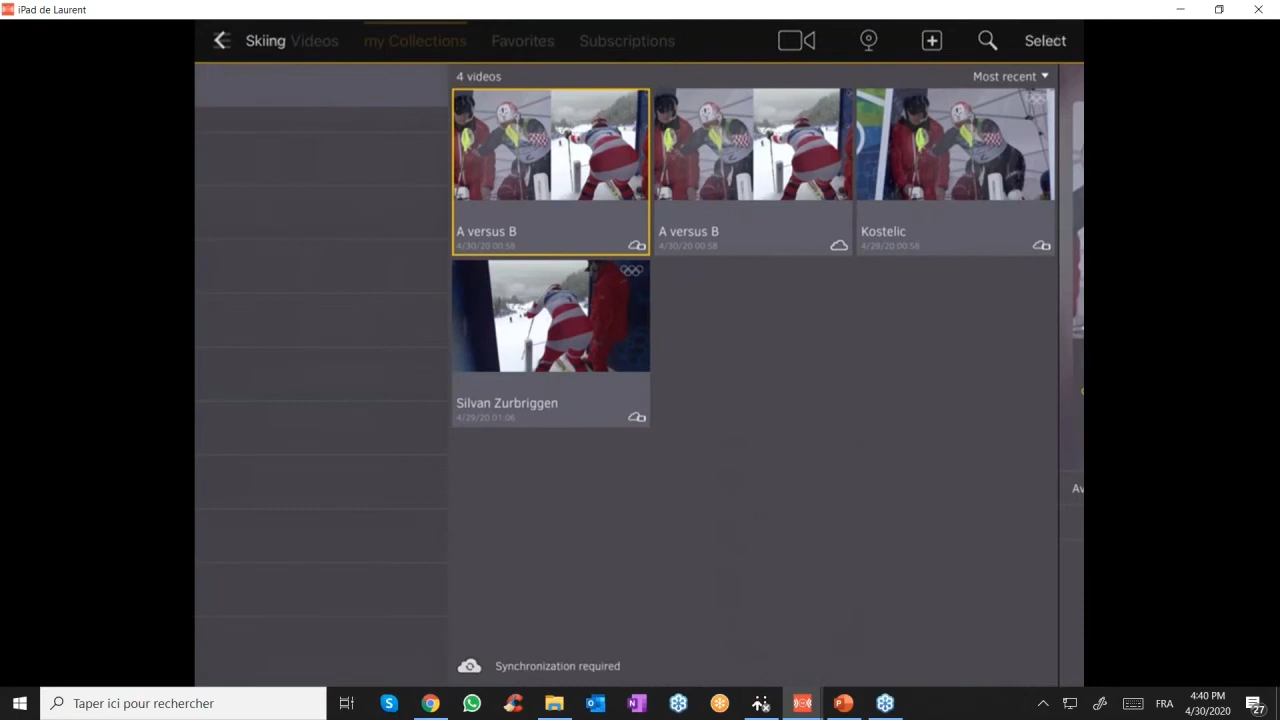 iPad de Laurent
Skiing Videos my Collections Favorites Subscriptions Select
4 videos Most recent
A versus B
4/30/20 00:58
A versus B
4/30/20 00:58
Kostelic
4/29/20 00:58
Silvan Zurbriggen
4/29/20 01:06
Av
Synchronization required
Taper ici pour rechercher
FRA
4:40 PM
4/30/2020
27